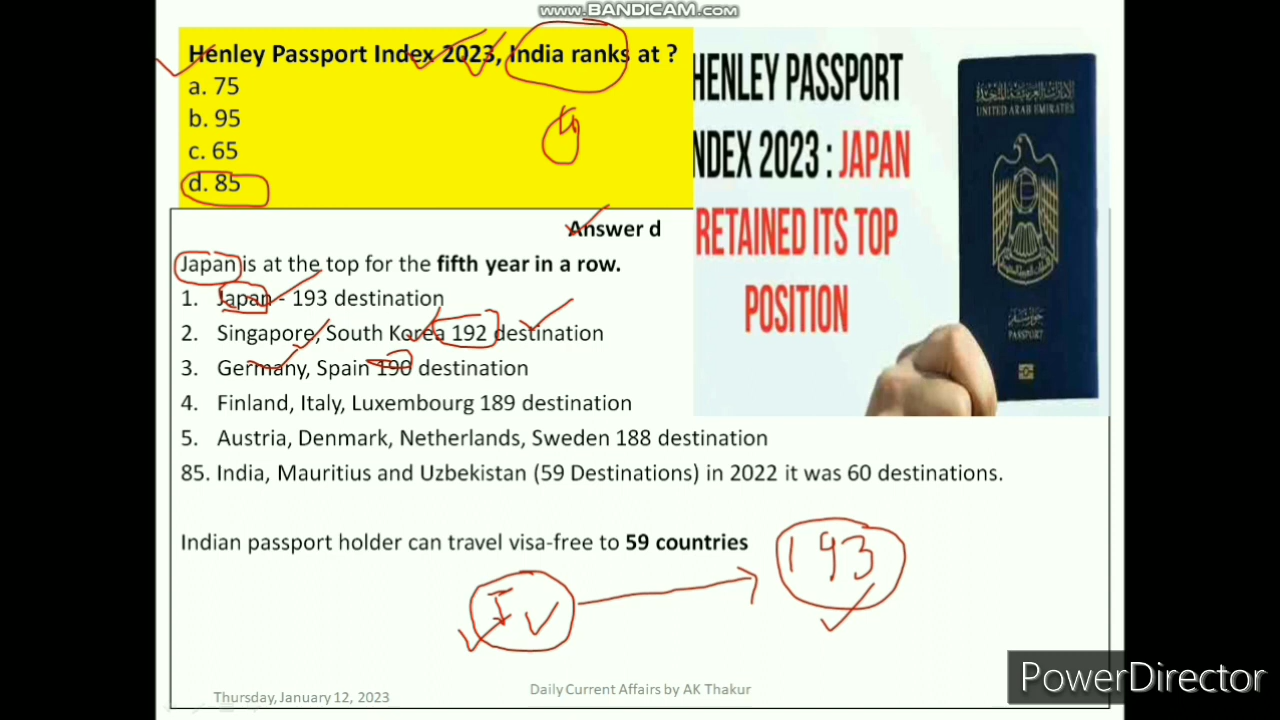 www.BANDICAM.com
Henley Passport Index 2023, India ranks at ?
a. 75
b. 95
c. 65
d. 85
HENLEY PASSPORT
NDEX 2023 : JAPAN
RETAINED ITS TOP
POSITION
UNITED ARAB EMIRATES
PASSPORT
Answer d
Japan is at the top for the fifth year in a row.
1. Japan - 193 destination
2. Singapore, South Korea 192 destination
3. Germany, Spain 190 destination
4. Finland, Italy, Luxembourg 189 destination
5. Austria, Denmark, Netherlands, Sweden 188 destination
85. India, Mauritius and Uzbekistan (59 Destinations) in 2022 it was 60 destinations.
Indian passport holder can travel visa-free to 59 countries
193
Thursday, January 12, 2023
Daily Current Affairs by AK Thakur
PowerDirector